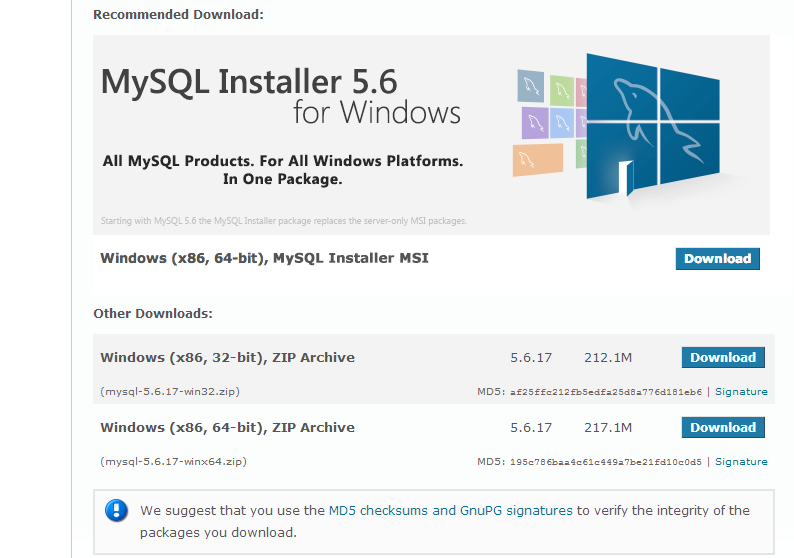 Recommended Download:
MySQL Installer 5.6
for Windows
All MySQL Products. For All Windows Platforms.
In One Package.
Starting with MySQL 5.6 the MySQL Installer package replaces the server-only MSI packages.
Windows (x86, 64-bit), MySQL Installer MSI Download
Other Downloads:
Windows (x86, 32-bit), ZIP Archive 5.6.17 212.1M Download
(mysql-5.6.17-win32.zip) MD5: af25ffc212fb5edfa25d8a776d181eb6 | Signature
Windows (x86, 64-bit), ZIP Archive 5.6.17 217.1M Download
(mysql-5.6.17-winx64.zip) MD5: 195c786baa4c61c449a7be21fd10c0d5 | Signature
We suggest that you use the MD5 checksums and GnuPG signatures to verify the integrity of the
packages you download.